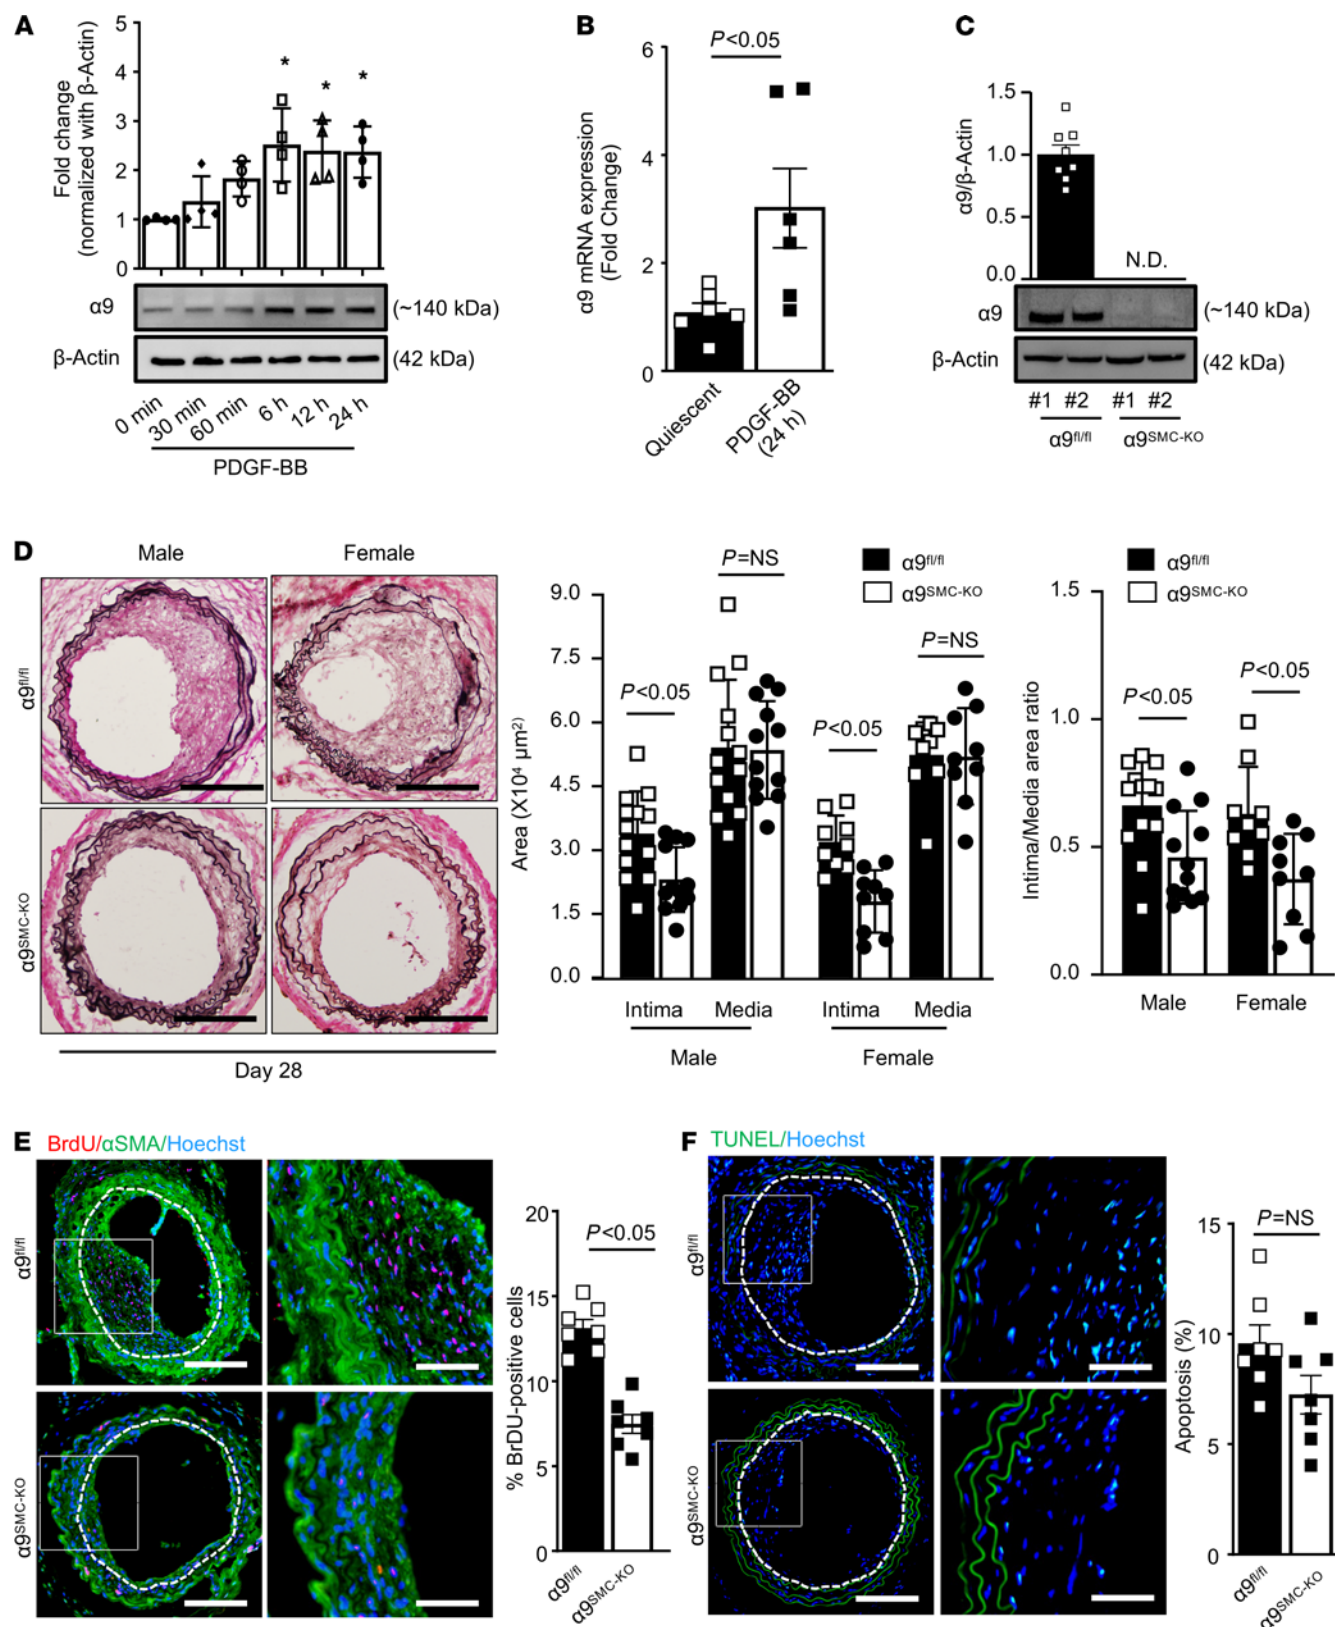 A
Fold change
(normalized with β-Actin)
5
4
3
2
1
0
* * *
α9 (~140 kDa)
β-Actin (42 kDa)
0 min 30 min 60 min 6 h 12 h 24 h
PDGF-BB
B
α9 mRNA expression
(Fold Change)
P<0.05
6
4
2
0
Quiescent
PDGF-BB
(24 h)
C
α9/β-Actin
1.5
1.0
0.5
0.0
N.D.
α9 (~140 kDa)
β-Actin (42 kDa)
#1 #2 #1 #2
α9fl/fl α9SMC-KO
D
Male Female
α9fl/fl
α9SMC-KO
Day 28
Area (X10⁴ µm²)
9.0
7.5
6.0
4.5
3.0
1.5
0.0
P<0.05
P=NS
P<0.05
P=NS
α9fl/fl
α9SMC-KO
Intima Media Intima Media
Male Female
Intima/Media area ratio
1.5
1.0
0.5
0.0
α9fl/fl
α9SMC-KO
P<0.05
P<0.05
Male Female
E
BrdU/αSMA/Hoechst
α9fl/fl
α9SMC-KO
% BrDU-positive cells
20
15
10
5
0
P<0.05
α9fl/fl
α9SMC-KO
F
TUNEL/Hoechst
α9fl/fl
α9SMC-KO
Apoptosis (%)
15
10
5
0
P=NS
α9fl/fl
α9SMC-KO